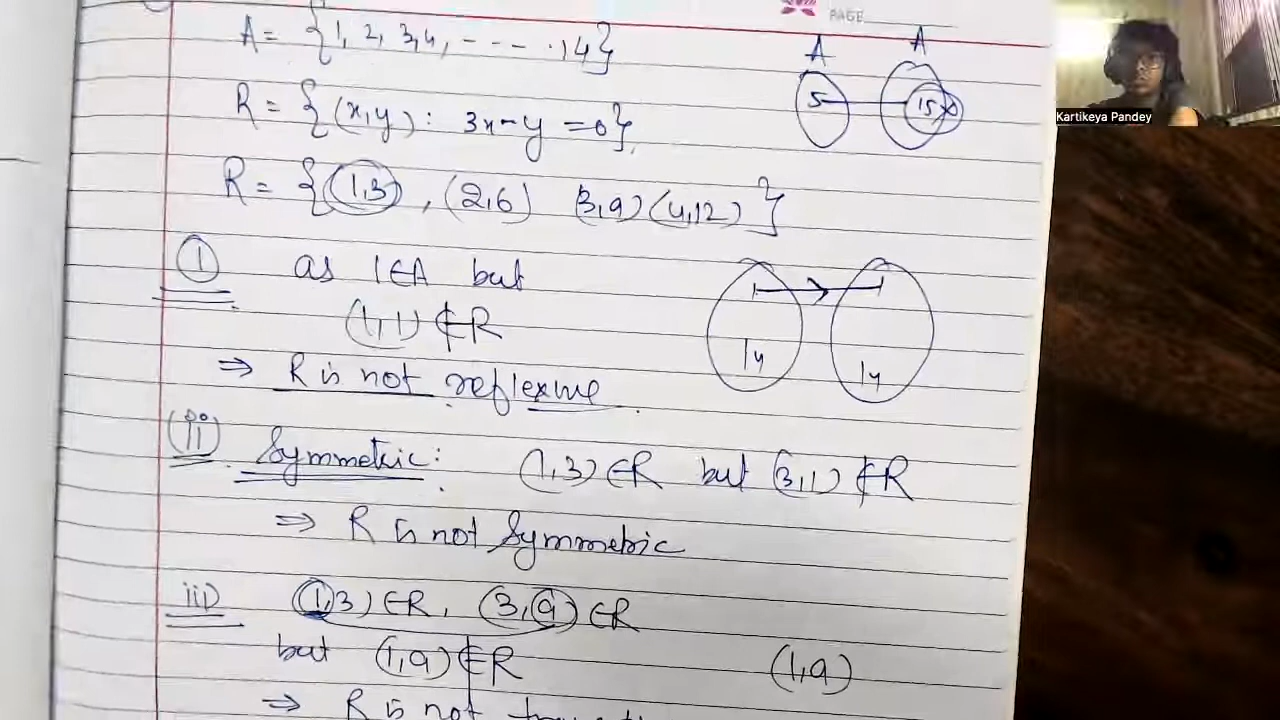 PAGE
A = {1, 2, 3, 4, - - - ., 14}
A A
R = {(x,y) : 3x - y = 0}
5 15
R = {(1,3), (2,6) (3,9) (4,12)}
① as 1 ∈ A but
(1,1) ∉ R
⇒ R is not reflexive.
1 1
14 14
(ii) Symmetric: (1,3) ∈ R but (3,1) ∉ R
⇒ R is not Symmetric
iii) (1,3) ∈ R, (3,9) ∈ R
but (1,9) ∉ R (1,9)
⇒ R is not
Kartikeya Pandey